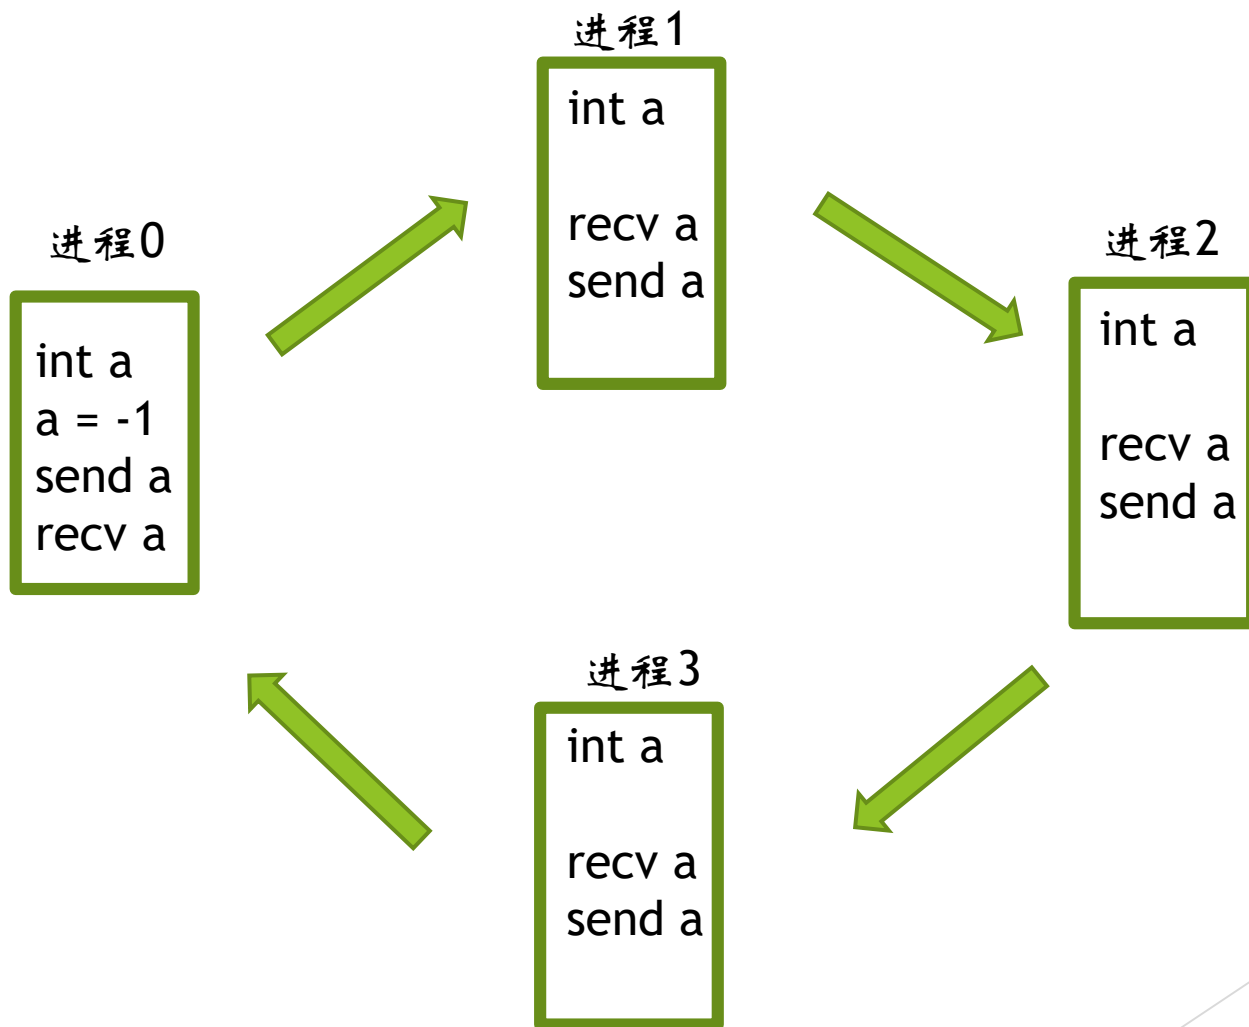 进程0
int a
a = -1
send a
recv a
进程1
int a
recv a
send a
进程2
int a
recv a
send a
进程3
int a
recv a
send a